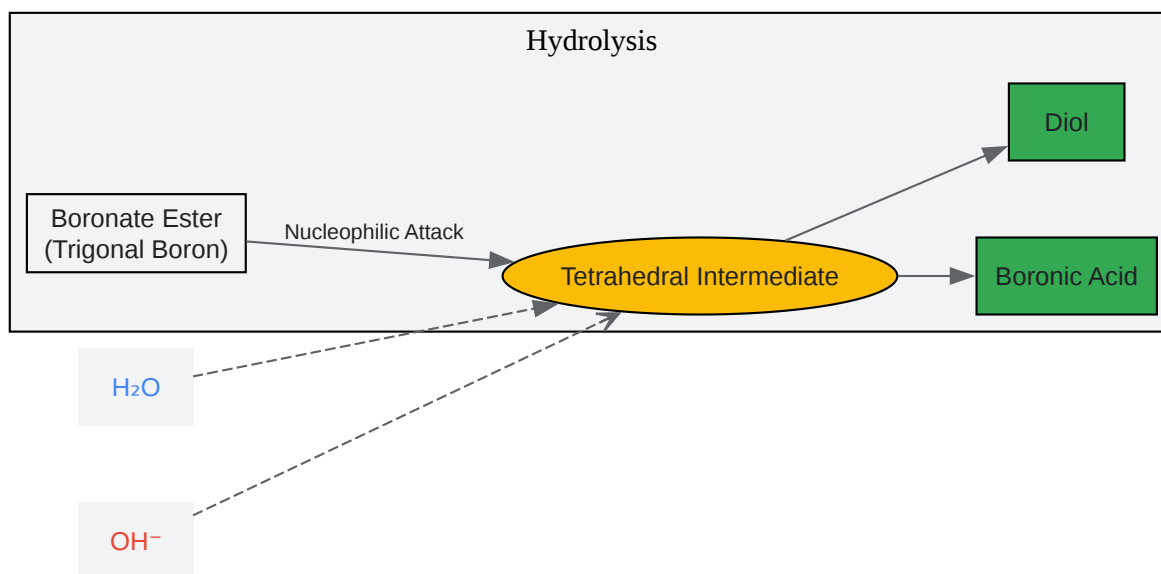 Hydrolysis
Diol
Boronate Ester
(Trigonal Boron)
Nucleophilic Attack
Tetrahedral Intermediate
Boronic Acid
H₂O
OH⁻